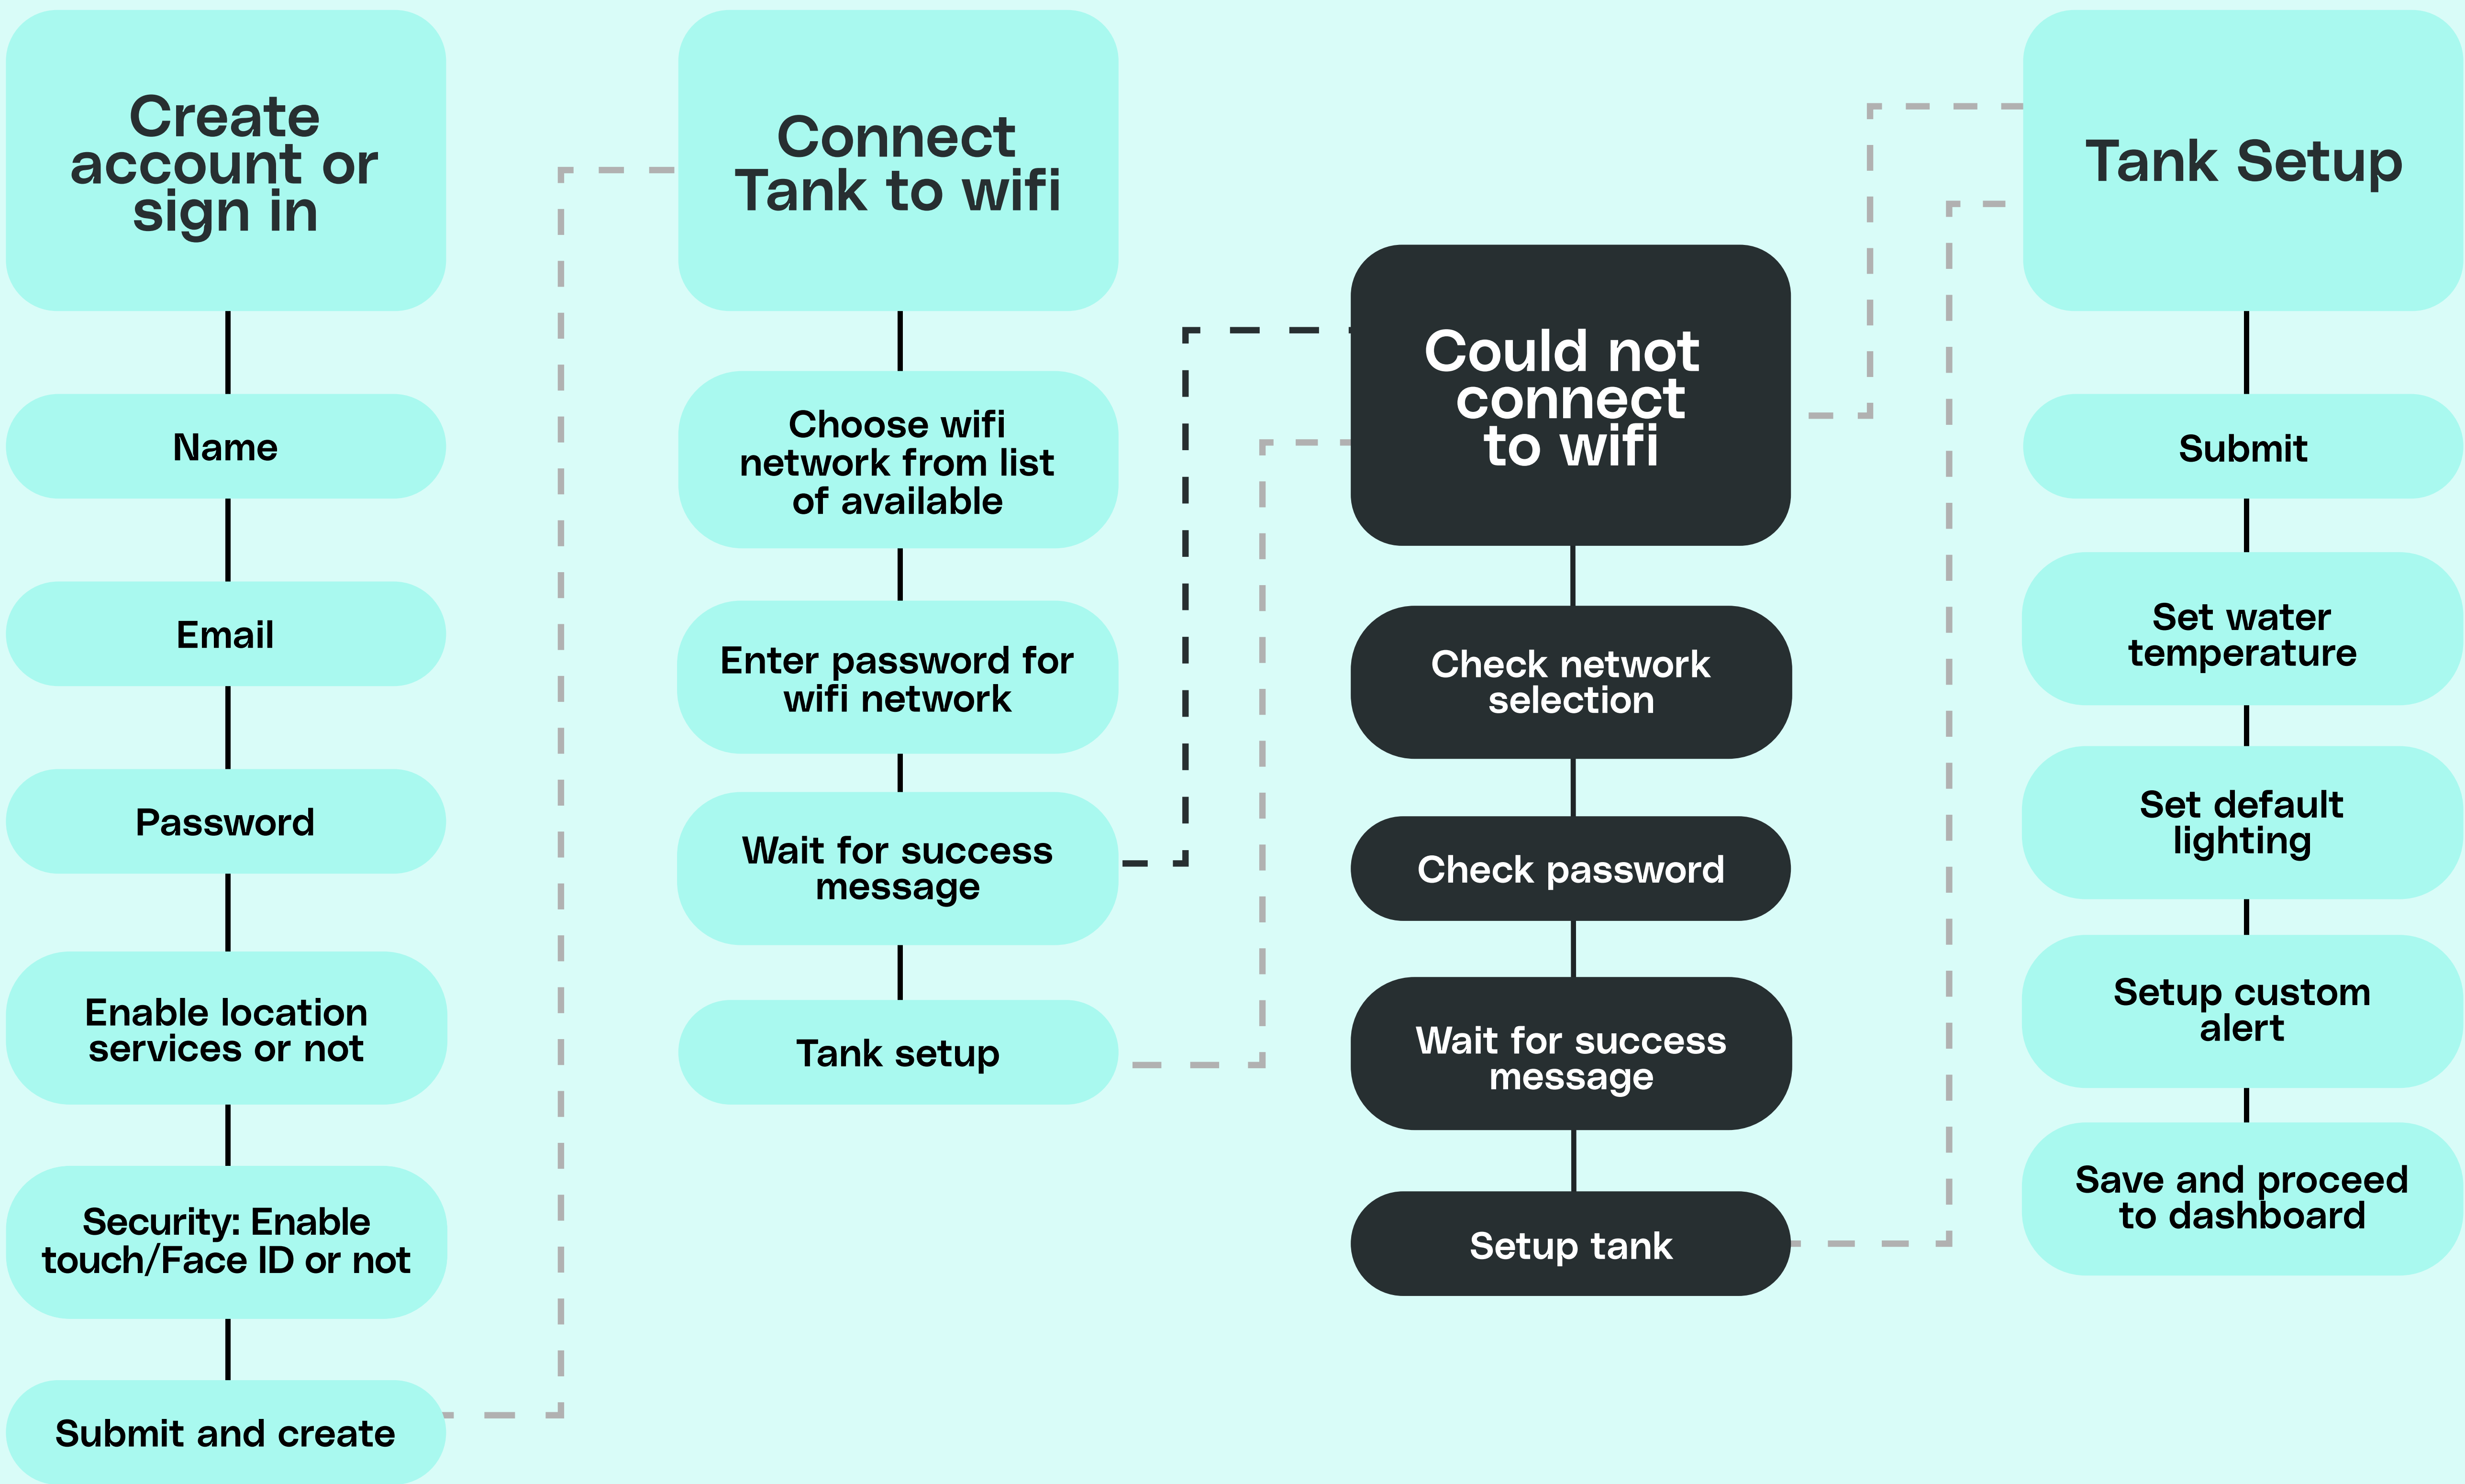 Create
account or
sign in
Name
Email
Password
Enable location
services or not
Security: Enable
touch/Face ID or not
Submit and create
Connect
Tank to wifi
Choose wifi
network from list
of available
Enter password for
wifi network
Wait for success
message
Tank setup
Could not
connect
to wifi
Check network
selection
Check password
Wait for success
message
Setup tank
Tank Setup
Submit
Set water
temperature
Set default
lighting
Setup custom
alert
Save and proceed
to dashboard